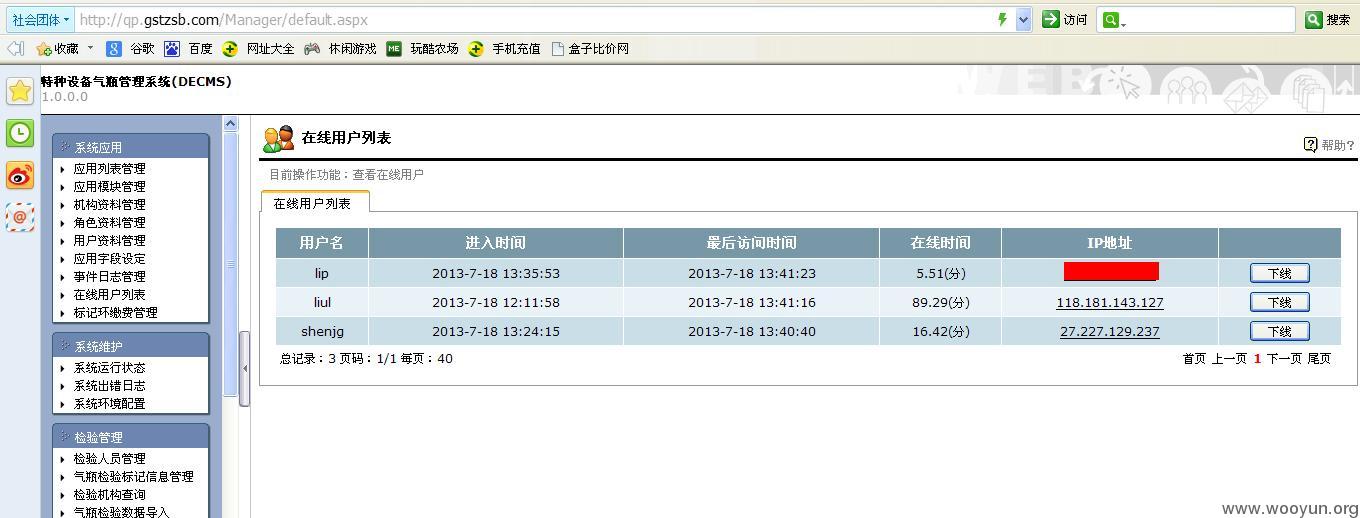 社会团体 http://qp.gstzsb.com/Manager/default.aspx 访问 搜索
收藏 谷歌 百度 网址大全 休闲游戏 ME 玩酷农场 手机充值 盒子比价网
特种设备气瓶管理系统(DECMS)
1.0.0.0
WEB
系统应用
应用列表管理
应用模块管理
机构资料管理
角色资料管理
用户资料管理
应用字段设定
事件日志管理
在线用户列表
标记环缴费管理
系统维护
系统运行状态
系统出错日志
系统环境配置
检验管理
检验人员管理
气瓶检验标记信息管理
检验机构查询
气瓶检验数据导入
在线用户列表 帮助?
目前操作功能：查看在线用户
在线用户列表
用户名 进入时间 最后访问时间 在线时间 IP地址
lip 2013-7-18 13:35:53 2013-7-18 13:41:23 5.51(分) 下线
liul 2013-7-18 12:11:58 2013-7-18 13:41:16 89.29(分) 118.181.143.127 下线
shenjg 2013-7-18 13:24:15 2013-7-18 13:40:40 16.42(分) 27.227.129.237 下线
总记录：3 页码：1/1 每页：40 首页 上一页 1 下一页 尾页
www.wooyun.org